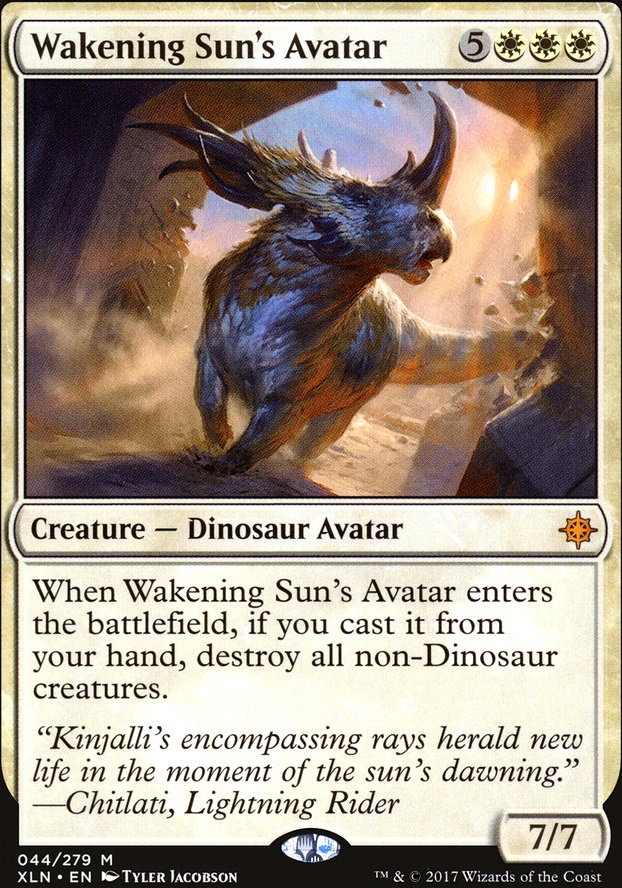 Wakening Sun's Avatar 5
Creature — Dinosaur Avatar
When Wakening Sun's Avatar enters
the battlefield, if you cast it from
your hand, destroy all non-Dinosaur
creatures.
“Kinjalli's encompassing rays herald new
life in the moment of the sun's dawning.”
—Chitlati, Lightning Rider
7/7
044/279 M
XLN • EN Tyler Jacobson
™ & © 2017 Wizards of the Coast